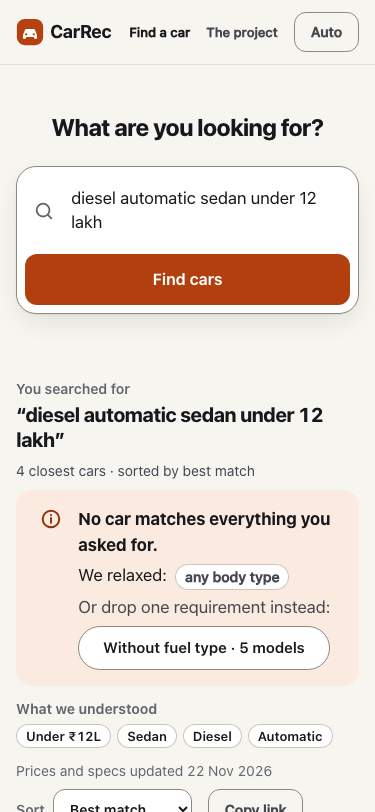 CarRec Find a car The project Auto
What are you looking for?
diesel automatic sedan under 12
lakh
Find cars
You searched for
“diesel automatic sedan under 12
lakh”
4 closest cars · sorted by best match
No car matches everything you
asked for.
We relaxed: any body type
Or drop one requirement instead:
Without fuel type · 5 models
What we understood
Under ₹12L Sedan Diesel Automatic
Prices and specs updated 22 Nov 2026
Sort Best match Copy link